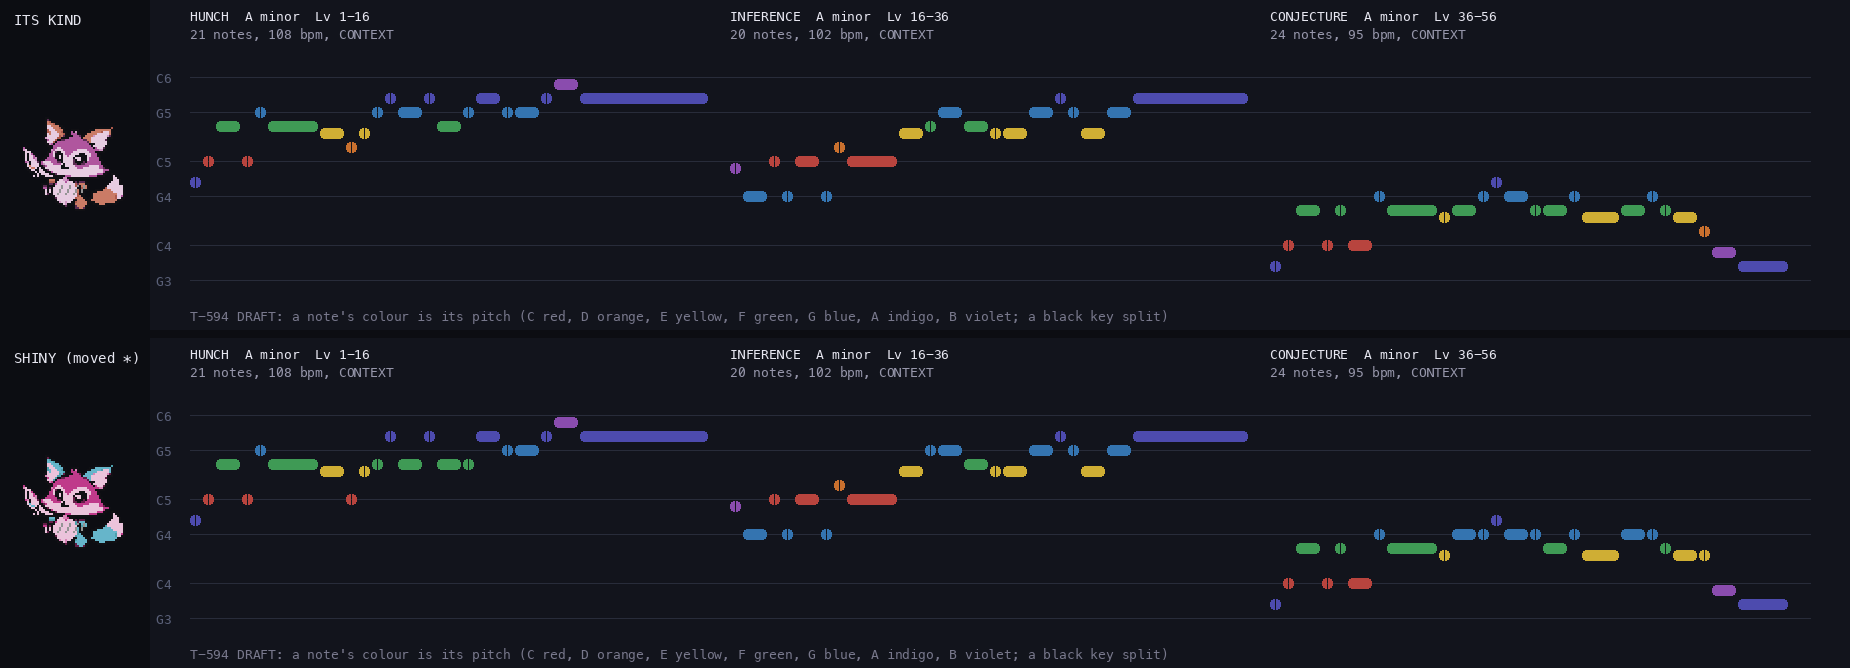 ITS KIND
HUNCH  A minor  Lv 1−16
21 notes, 108 bpm, CONTEXT
INFERENCE  A minor  Lv 16−36
20 notes, 102 bpm, CONTEXT
CONJECTURE  A minor  Lv 36−56
24 notes, 95 bpm, CONTEXT
C6
G5
C5
G4
C4
G3
T−594 DRAFT: a note's colour is its pitch (C red, D orange, E yellow, F green, G blue, A indigo, B violet; a black key split)
SHINY (moved *)
HUNCH  A minor  Lv 1−16
21 notes, 108 bpm, CONTEXT
INFERENCE  A minor  Lv 16−36
20 notes, 102 bpm, CONTEXT
CONJECTURE  A minor  Lv 36−56
24 notes, 95 bpm, CONTEXT
C6
G5
C5
G4
C4
G3
T−594 DRAFT: a note's colour is its pitch (C red, D orange, E yellow, F green, G blue, A indigo, B violet; a black key split)